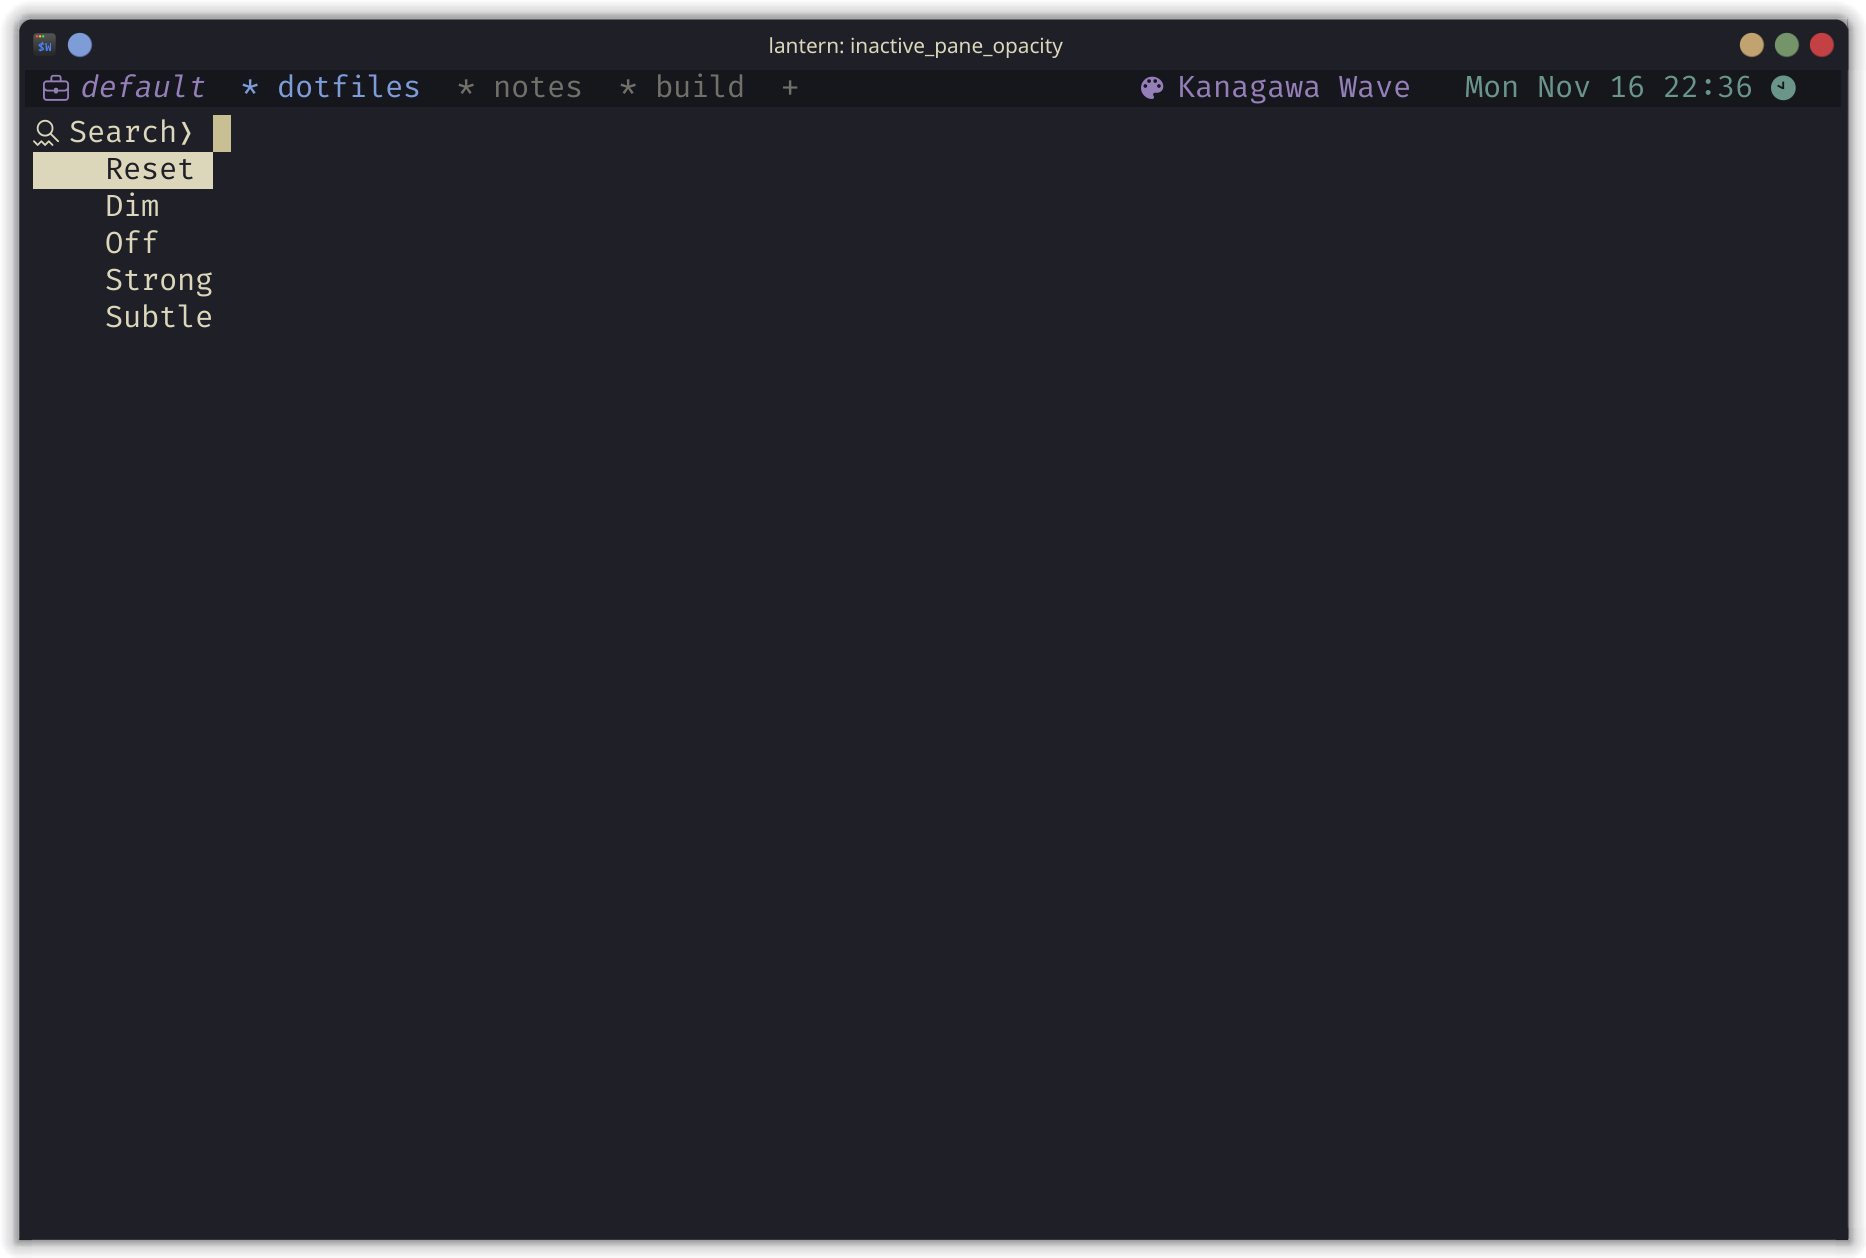 lantern: inactive_pane_opacity
default * dotfiles * notes * build + Kanagawa Wave Mon Nov 16 22:36
Search⟩
Reset
Dim
Off
Strong
Subtle